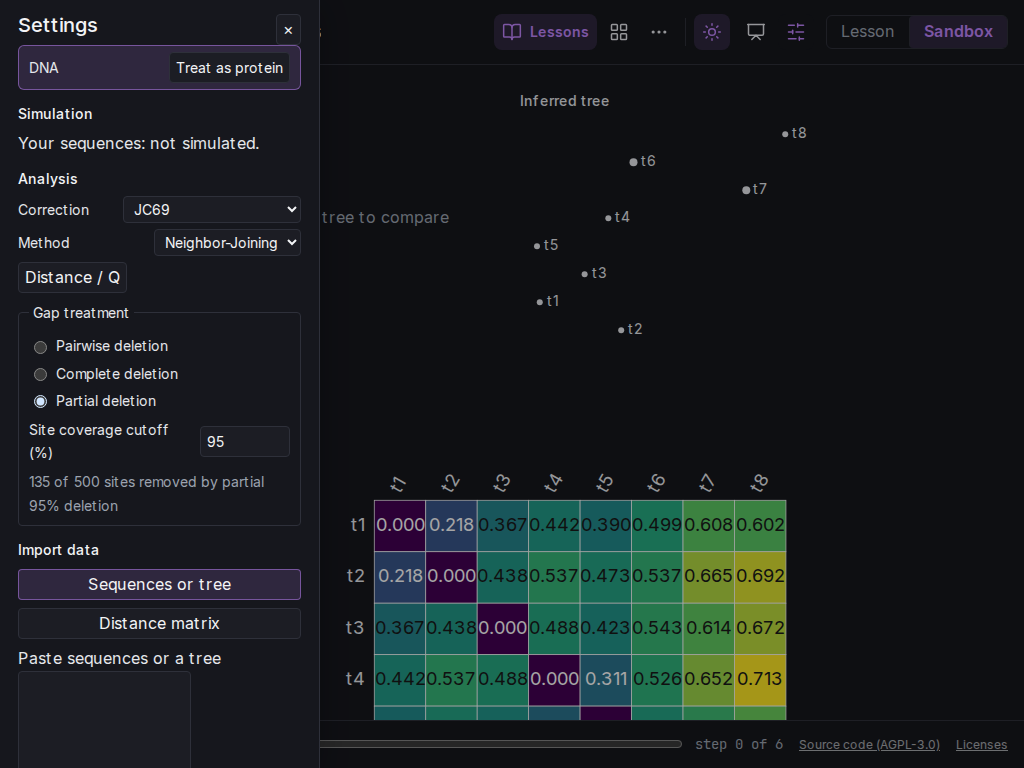 Settings
×
DNA
Treat as protein
Simulation
Your sequences: not simulated.
Analysis
Correction
JC69
Method
Neighbor-Joining
Distance / Q
Gap treatment
Pairwise deletion
Complete deletion
Partial deletion
Site coverage cutoff
(%)
95
135 of 500 sites removed by partial
95% deletion
Import data
Sequences or tree
Distance matrix
Paste sequences or a tree
Lessons
Lesson
Sandbox
tree to compare
Inferred tree
t8
t6
t7
t4
t5
t3
t1
t2
t1 t2 t3 t4 t5 t6 t7 t8
t1 0.000 0.218 0.367 0.442 0.390 0.499 0.608 0.602
t2 0.218 0.000 0.438 0.537 0.473 0.537 0.665 0.692
t3 0.367 0.438 0.000 0.488 0.423 0.543 0.614 0.672
t4 0.442 0.537 0.488 0.000 0.311 0.526 0.652 0.713
step 0 of 6
Source code (AGPL-3.0)
Licenses